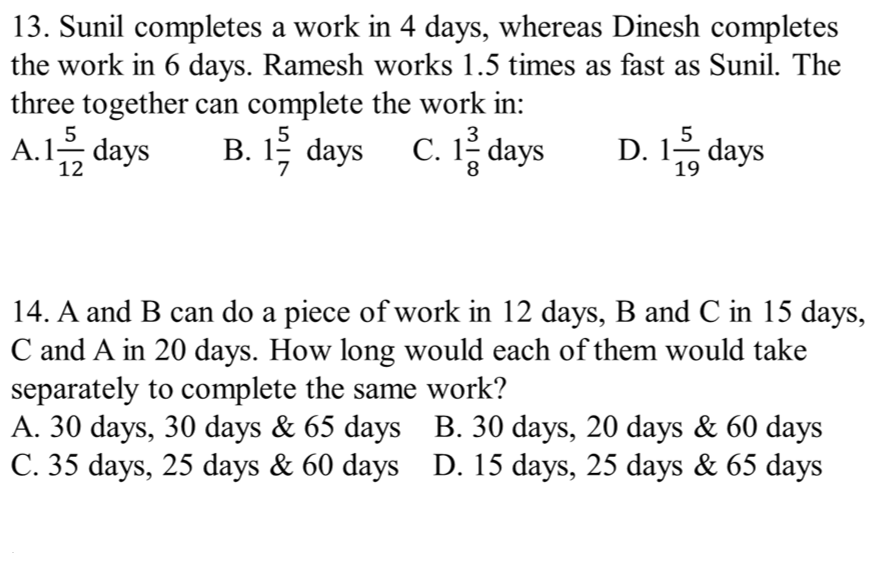 13. Sunil completes a work in 4 days, whereas Dinesh completes
the work in 6 days. Ramesh works 1.5 times as fast as Sunil. The
three together can complete the work in:
A.1 5/12 days B. 1 5/7 days C. 1 3/8 days D. 1 5/19 days
14. A and B can do a piece of work in 12 days, B and C in 15 days,
C and A in 20 days. How long would each of them would take
separately to complete the same work?
A. 30 days, 30 days & 65 days B. 30 days, 20 days & 60 days
C. 35 days, 25 days & 60 days D. 15 days, 25 days & 65 days